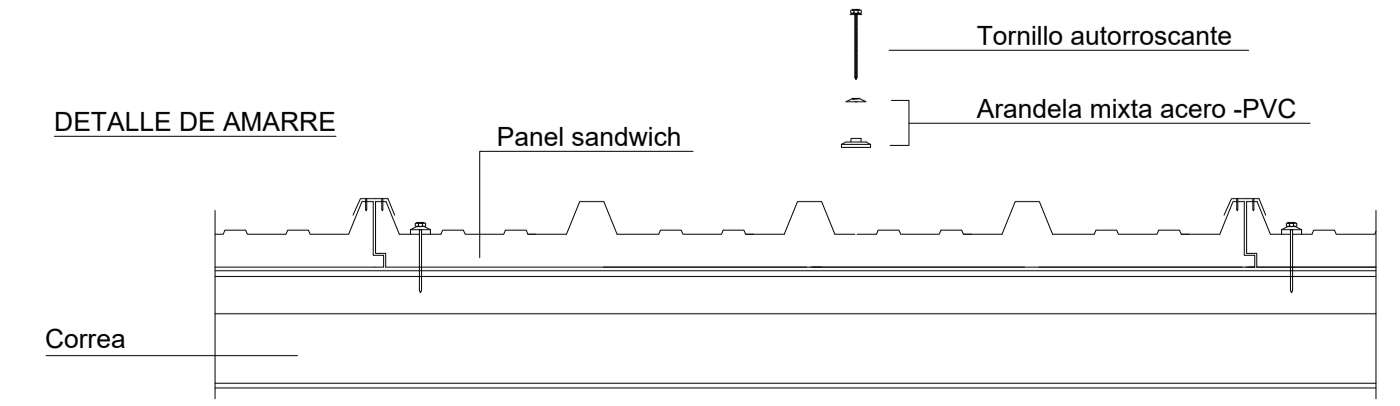 Tornillo autorroscante
Arandela mixta acero -PVC
DETALLE DE AMARRE
Panel sandwich
Correa